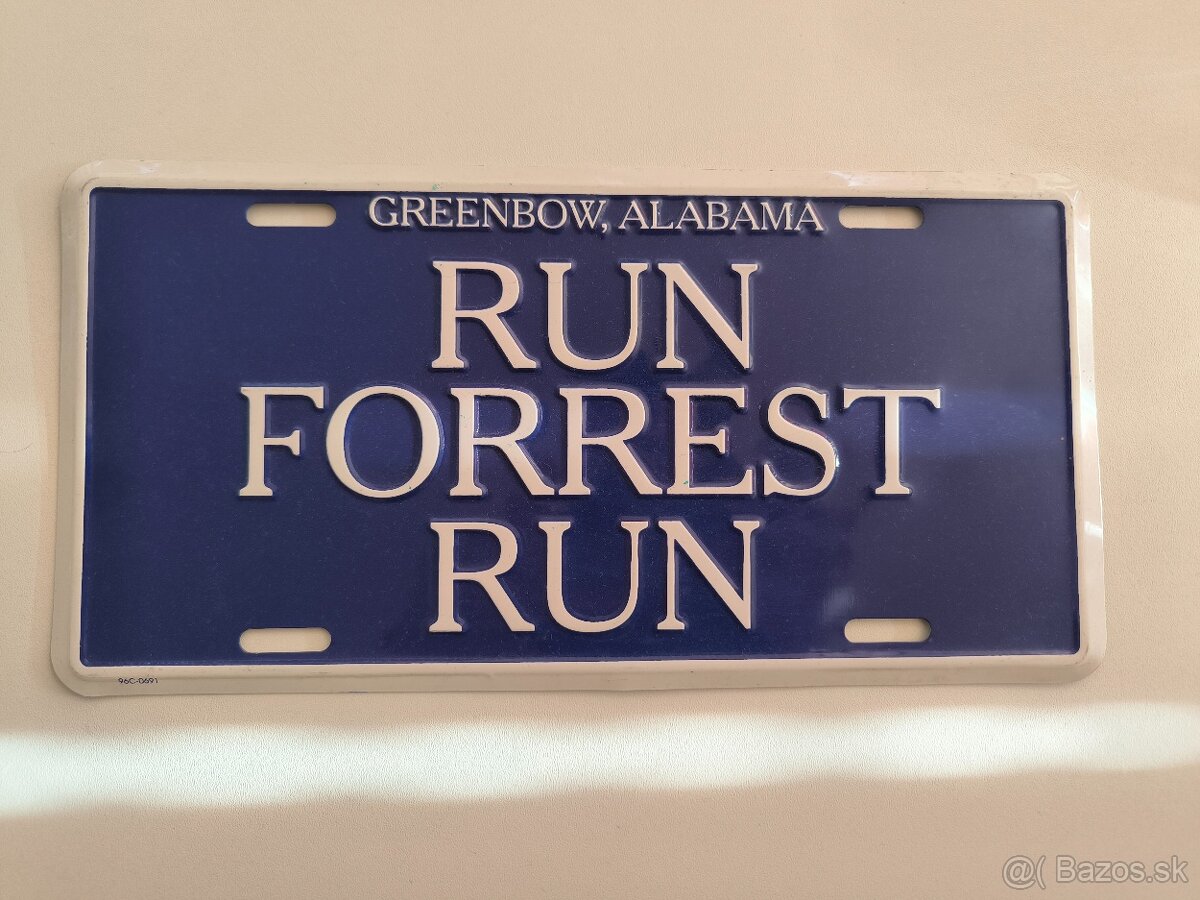 GREENBOW, ALABAMA
RUN
FORREST
RUN
96C-0691
@( Bazos.sk